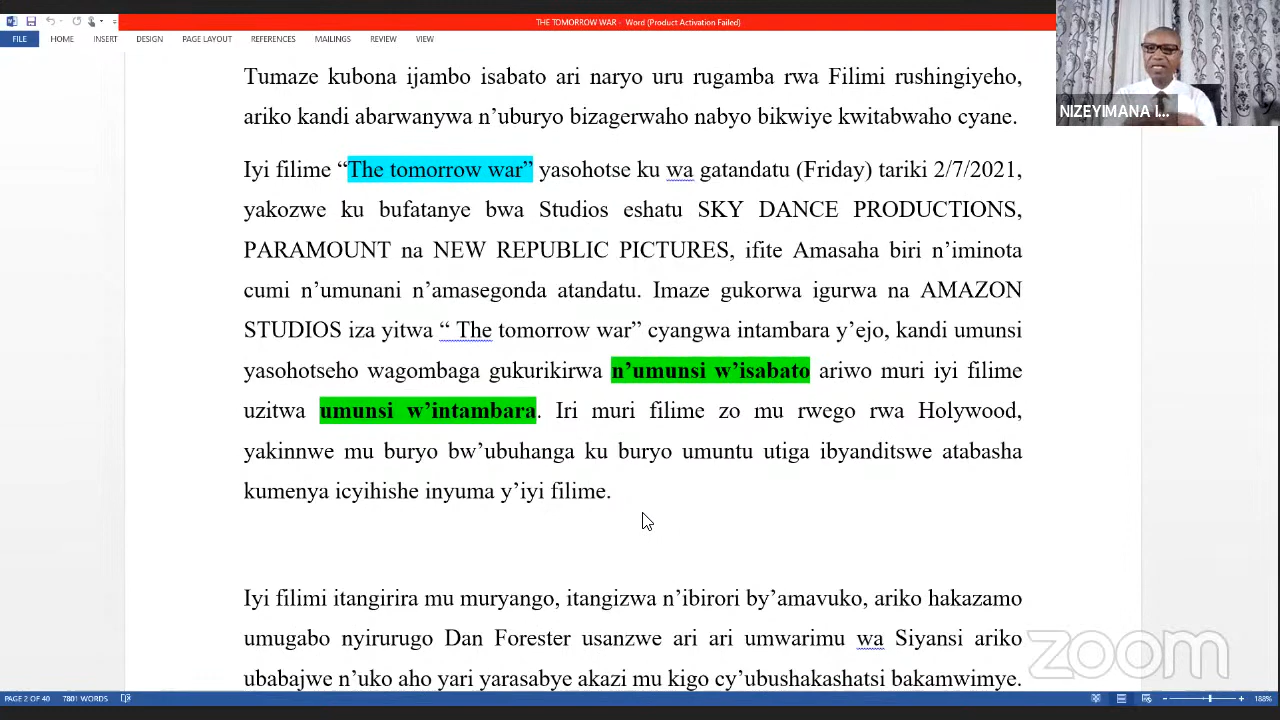 THE TOMORROW WAR - Word (Product Activation Failed)
FILE HOME INSERT DESIGN PAGE LAYOUT REFERENCES MAILINGS REVIEW VIEW
NIZEYIMANA I...
Tumaze kubona ijambo isabato ari naryo uru rugamba rwa Filimi rushingiyeho,
ariko kandi abarwanywa n’uburyo bizagerwaho nabyo bikwiye kwitabwaho cyane.
Iyi filime “The tomorrow war” yasohotse ku wa gatandatu (Friday) tariki 2/7/2021,
yakozwe ku bufatanye bwa Studios eshatu SKY DANCE PRODUCTIONS,
PARAMOUNT na NEW REPUBLIC PICTURES, ifite Amasaha biri n’iminota
cumi n’umunani n’amasegonda atandatu. Imaze gukorwa igurwa na AMAZON
STUDIOS iza yitwa “ The tomorrow war” cyangwa intambara y’ejo, kandi umunsi
yasohotseho wagombaga gukurikirwa n’umunsi w’isabato ariwo muri iyi filime
uzitwa umunsi w’intambara. Iri muri filime zo mu rwego rwa Holywood,
yakinnwe mu buryo bw’ubuhanga ku buryo umuntu utiga ibyanditswe atabasha
kumenya icyihishe inyuma y’iyi filime.
Iyi filimi itangirira mu muryango, itangizwa n’ibirori by’amavuko, ariko hakazamo
umugabo nyirurugo Dan Forester usanzwe ari ari umwarimu wa Siyansi ariko
ubabajwe n’uko aho yari yarasabye akazi mu kigo cy’ubushakashatsi bakamwimye.
zoom
PAGE 2 OF 40 7801 WORDS 188%